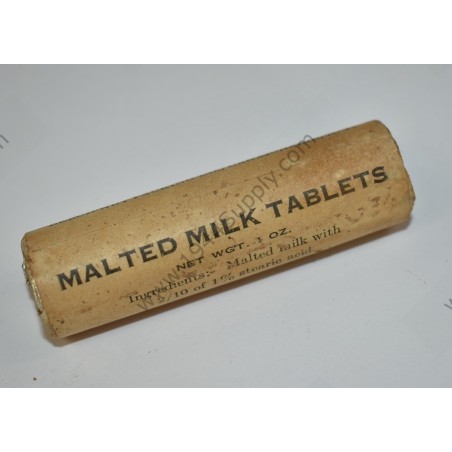 MALTED MILK TABLETS
NET WGT. 1 OZ.
Ingredients:- Malted milk with
of 1% stearic acid